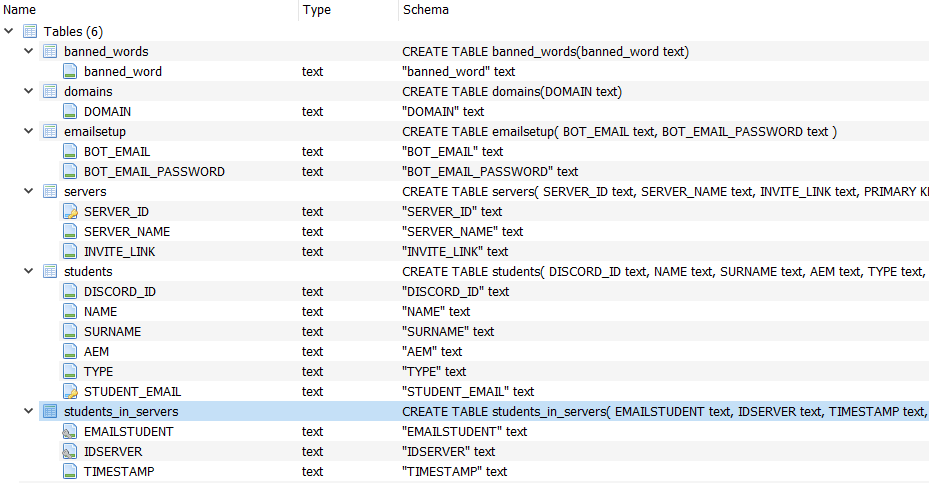 Name Type Schema
Tables (6)
banned_words CREATE TABLE banned_words(banned_word text)
banned_word text "banned_word" text
domains CREATE TABLE domains(DOMAIN text)
DOMAIN text "DOMAIN" text
emailsetup CREATE TABLE emailsetup( BOT_EMAIL text, BOT_EMAIL_PASSWORD text )
BOT_EMAIL text "BOT_EMAIL" text
BOT_EMAIL_PASSWORD text "BOT_EMAIL_PASSWORD" text
servers CREATE TABLE servers( SERVER_ID text, SERVER_NAME text, INVITE_LINK text, PRIMARY
SERVER_ID text "SERVER_ID" text
SERVER_NAME text "SERVER_NAME" text
INVITE_LINK text "INVITE_LINK" text
students CREATE TABLE students( DISCORD_ID text, NAME text, SURNAME text, AEM text, TYPE text,
DISCORD_ID text "DISCORD_ID" text
NAME text "NAME" text
SURNAME text "SURNAME" text
AEM text "AEM" text
TYPE text "TYPE" text
STUDENT_EMAIL text "STUDENT_EMAIL" text
students_in_servers CREATE TABLE students_in_servers( EMAILSTUDENT text, IDSERVER text, TIMESTAMP text,
EMAILSTUDENT text "EMAILSTUDENT" text
IDSERVER text "IDSERVER" text
TIMESTAMP text "TIMESTAMP" text